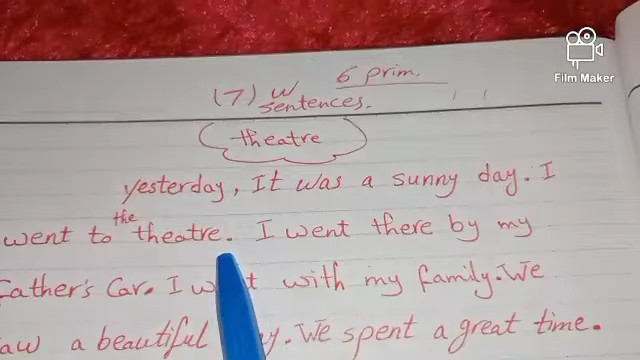 6 prim.
(7) W
sentences.
theatre
yesterday, It was a sunny day. I
the
went to theatre. I went there by my
Father's Car. I with my family. We
a beautiful . We spent a great time.
Film Maker